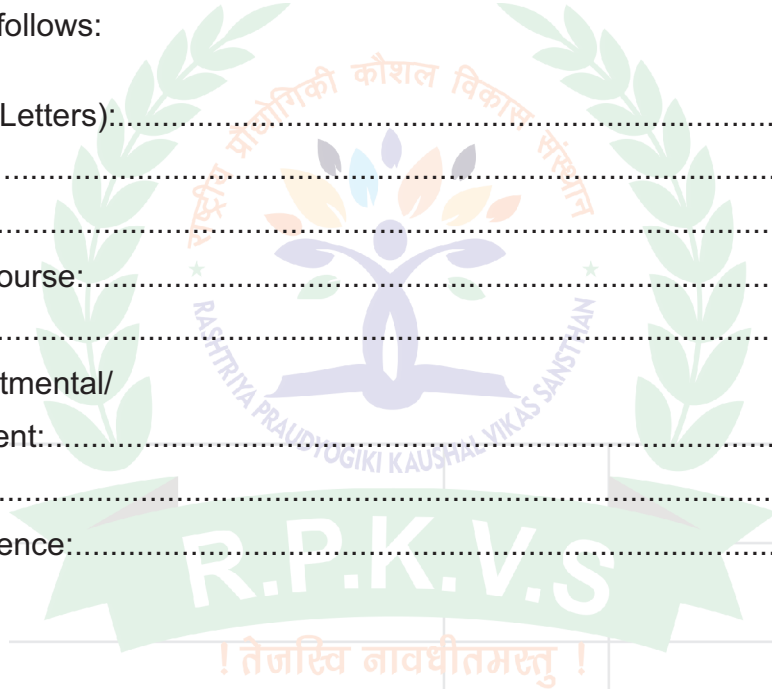 follows:
राष्ट्रीय प्रौद्योगिकी कौशल विकास संस्थान
Letters):..........................................................................
..........................................................................................
..........................................................................................
ourse:..............................................................................
..........................................................................................
RASHTRIYA PRAUDYOGIKI KAUSHAL VIKAS SANSTHAN
tmental/
ent:...................................................................................
..........................................................................................
ence:................................................................................
R.P.K.V.S
! तेजस्वि नावधीतमस्तु !